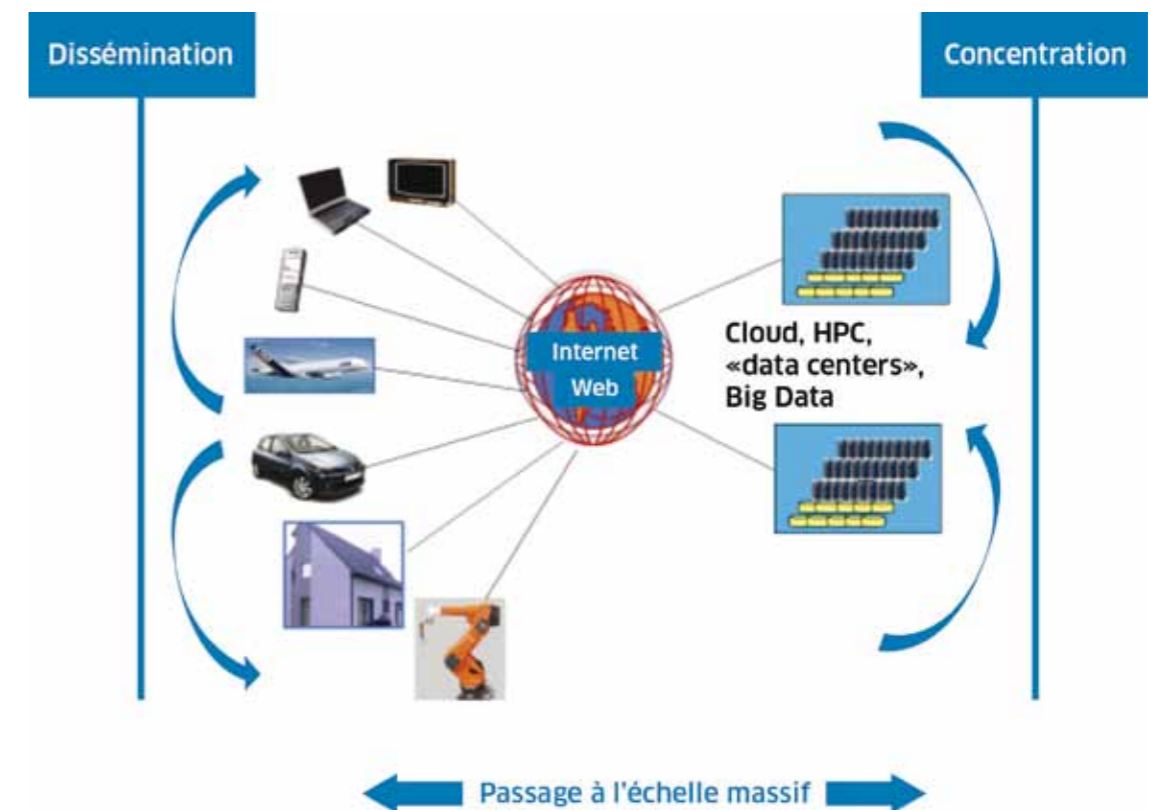 Dissémination
Concentration
Internet
Web
Cloud, HPC,
«data centers»,
Big Data
Passage à l'échelle massif